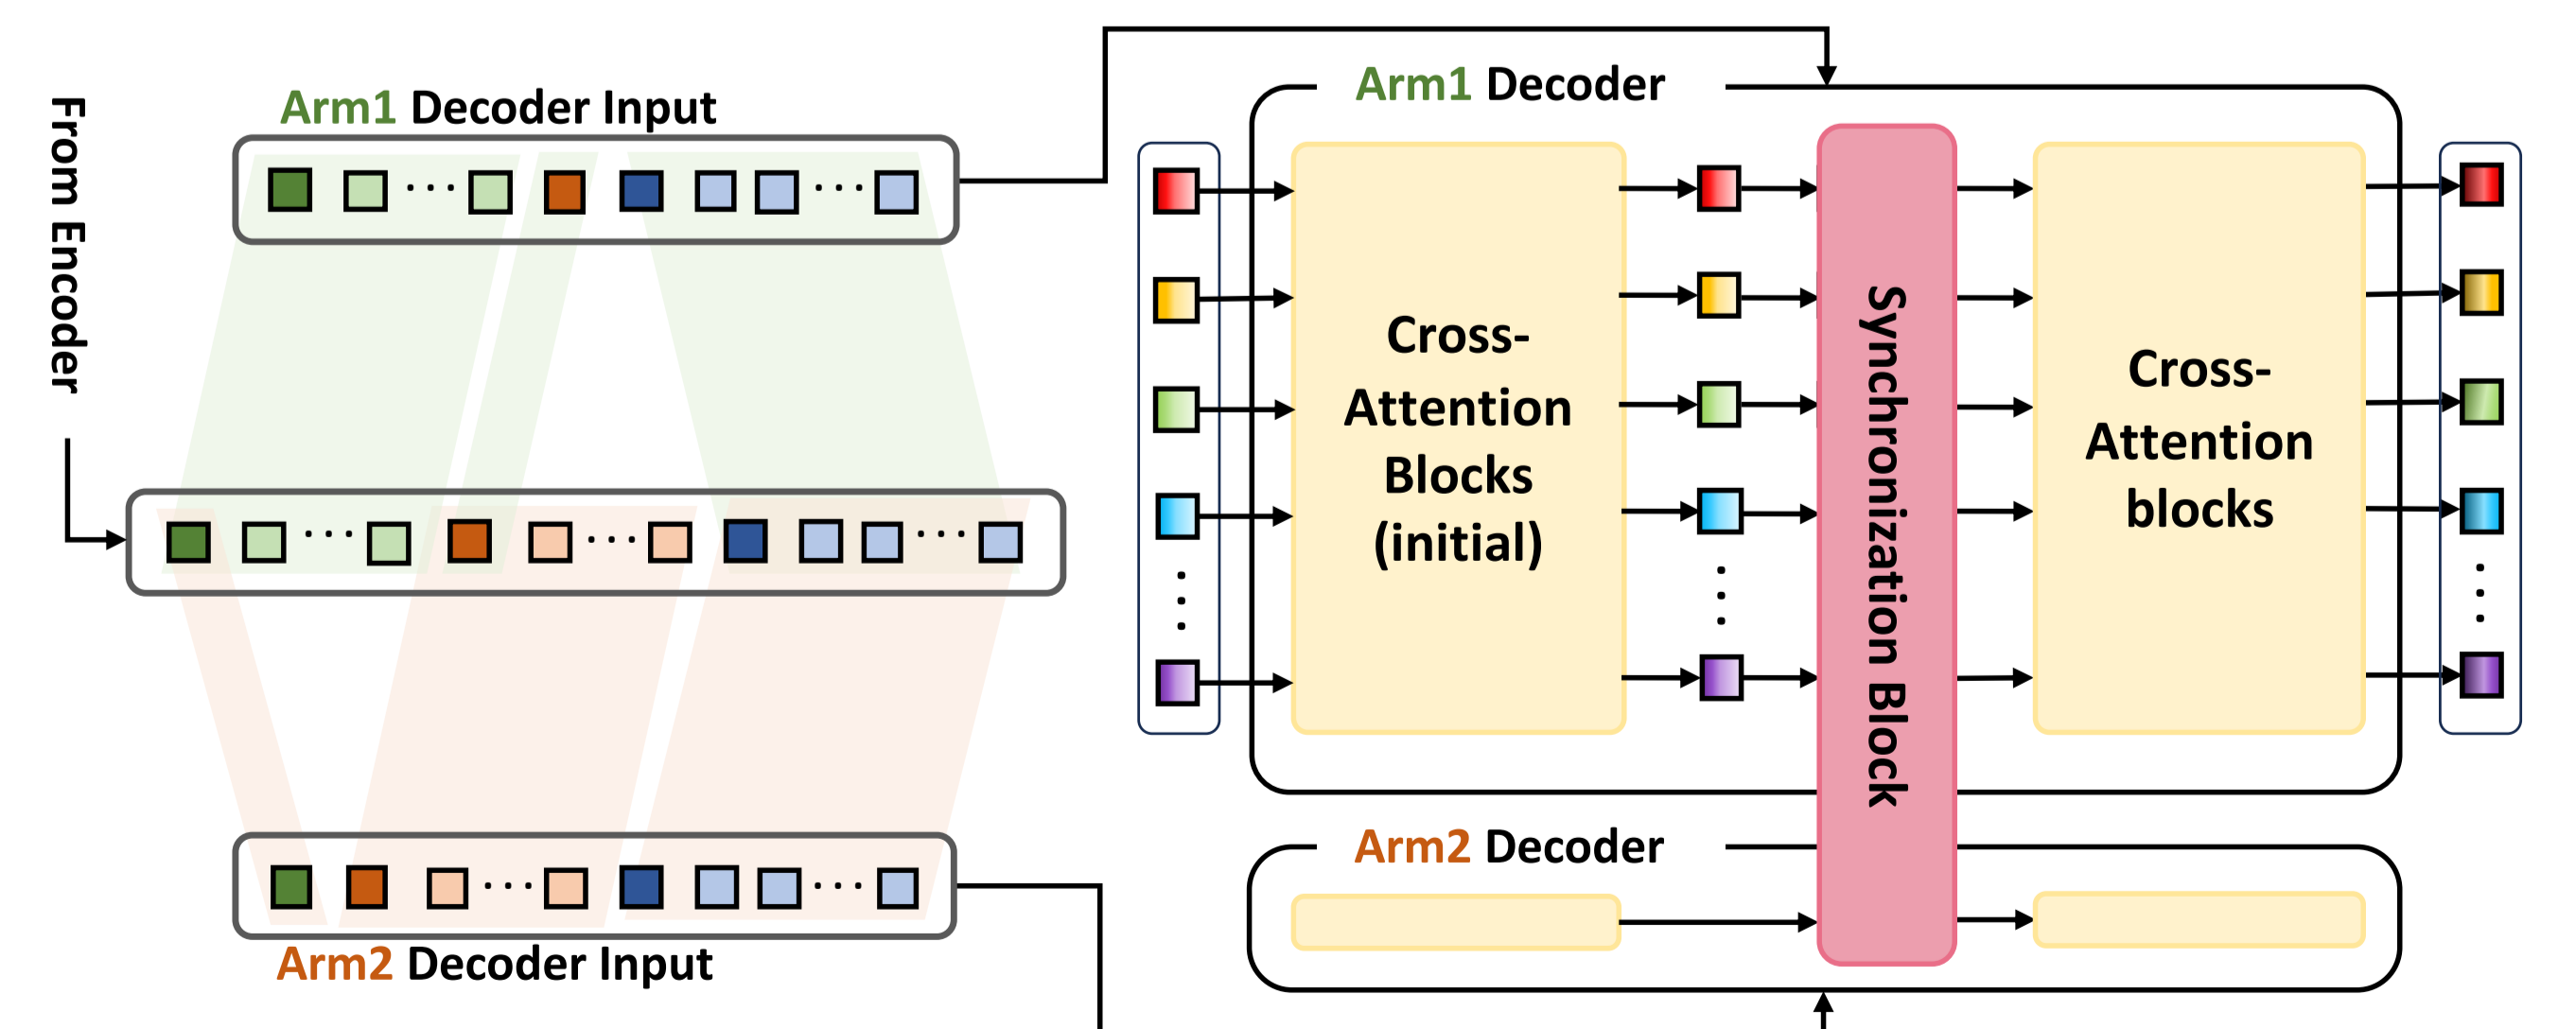 From Encoder
Arm1 Decoder Input
Arm2 Decoder Input
Arm1 Decoder
Cross-
Attention
Blocks
(initial)
Synchronization Block
Cross-
Attention
blocks
Arm2 Decoder